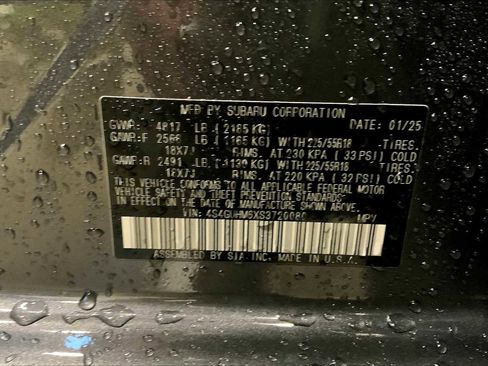 MFD BY SUBARU CORPORATION
GVWR: 4817 LB ( 2185 KG) DATE 01/25
GAWR:F 2566 LB ( 1165 KG) WITH 225/55R18 -TIRES,
18X7J -RIMS, AT 230 KPA ( 33 PSI) COLD
GAWR:R 2491 LB ( 1130 KG) WITH 225/55R18 -TIRES,
18X7J -RIMS, AT 220 KPA ( 32 PSI) COLD
THIS VEHICLE CONFORMS TO ALL APPLICABLE FEDERAL MOTOR
VEHICLE SAFETY AND THEFT PREVENTION STANDARDS
IN EFFECT ON THE DATE OF MANUFACTURE SHOWN ABOVE.
VIN: MPV
ASSEMBLED BY SIA,INC. MADE IN U.S.A.